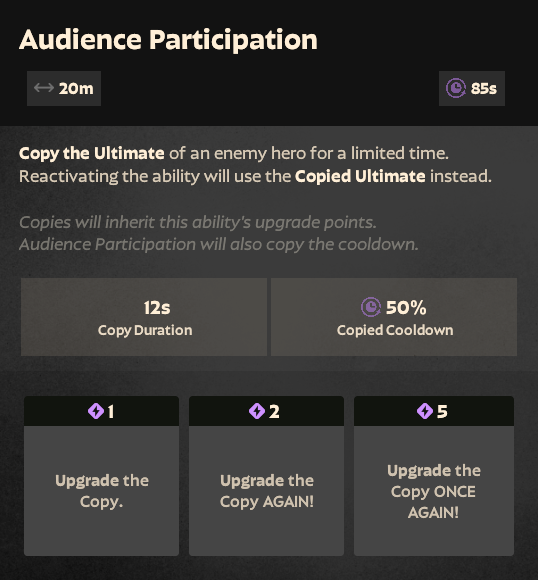 Audience Participation
20m
85s
Copy the Ultimate of an enemy hero for a limited time.
Reactivating the ability will use the Copied Ultimate instead.
Copies will inherit this ability's upgrade points.
Audience Participation will also copy the cooldown.
12s
Copy Duration
50%
Copied Cooldown
1
Upgrade the
Copy.
2
Upgrade the
Copy AGAIN!
5
Upgrade the
Copy ONCE
AGAIN!